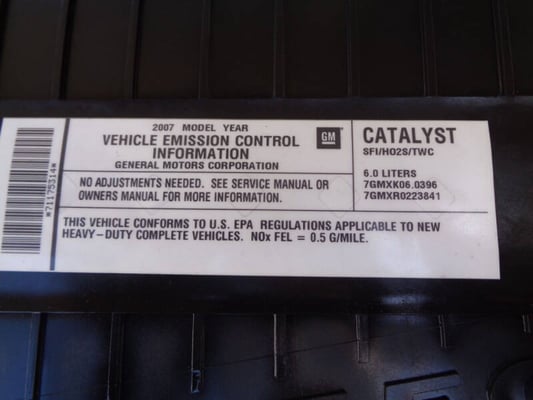 *71175314*
2007 MODEL YEAR
VEHICLE EMISSION CONTROL
INFORMATION
GENERAL MOTORS CORPORATION
GM
NO ADJUSTMENTS NEEDED. SEE SERVICE MANUAL OR
OWNERS MANUAL FOR MORE INFORMATION.
CATALYST
SFI/HO2S/TWC
6.0 LITERS
7GMXK06.0396
7GMXR0223841
THIS VEHICLE CONFORMS TO U.S. EPA REGULATIONS APPLICABLE TO NEW
HEAVY-DUTY COMPLETE VEHICLES. NOx FEL = 0.5 G/MILE.